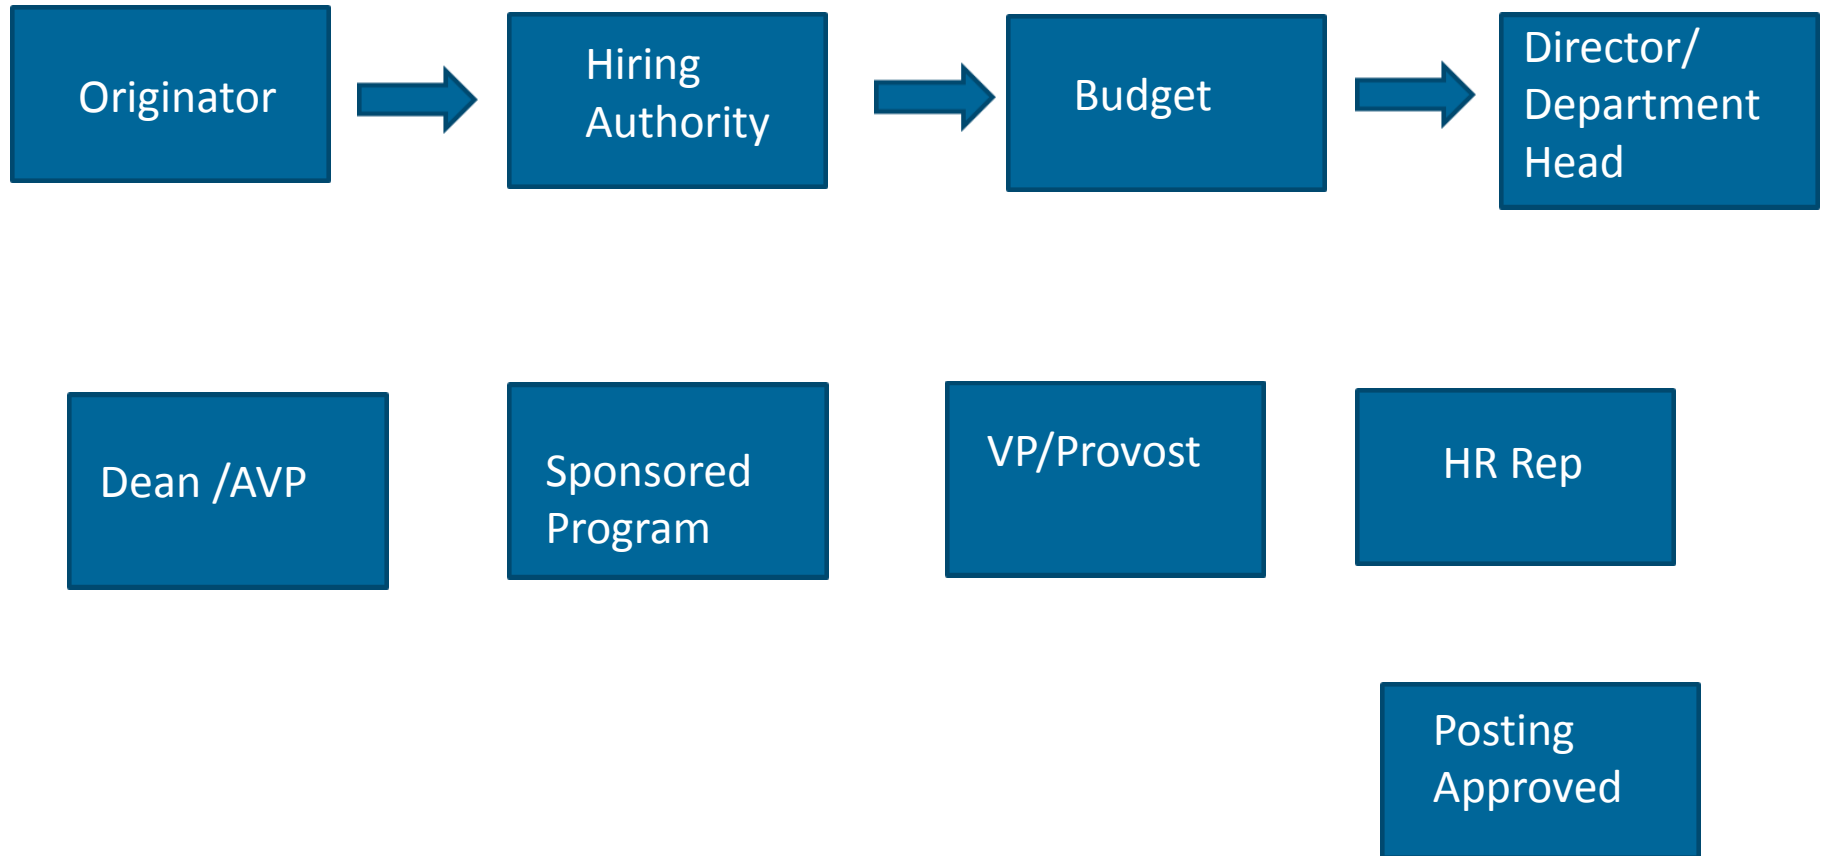 Originator
Hiring
Authority
Budget
Director/
Department
Head
Dean /AVP
Sponsored
Program
VP/Provost
HR Rep
Posting
Approved